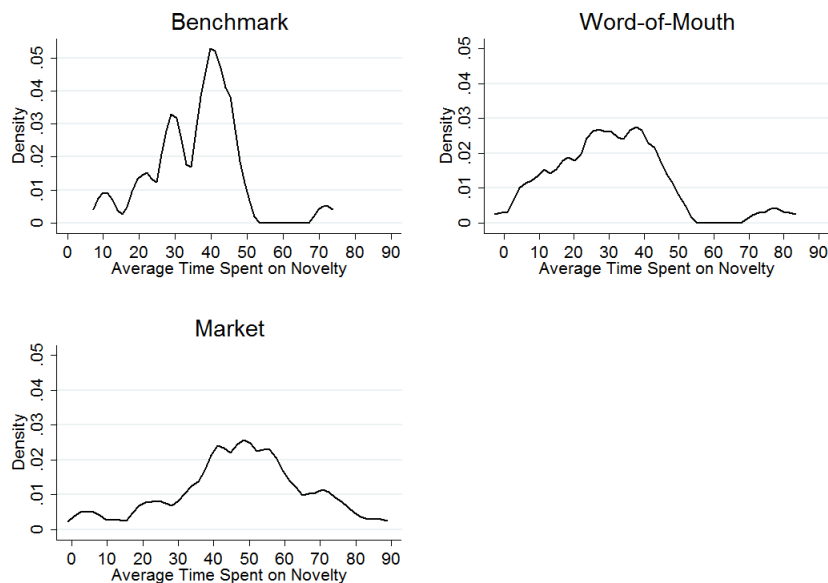 Benchmark
Density
0 .01 .02 .03 .04 .05
0 10 20 30 40 50 60 70 80 90
Average Time Spent on Novelty
Word-of-Mouth
Density
0 .01 .02 .03 .04 .05
0 10 20 30 40 50 60 70 80 90
Average Time Spent on Novelty
Market
Density
0 .01 .02 .03 .04 .05
0 10 20 30 40 50 60 70 80 90
Average Time Spent on Novelty